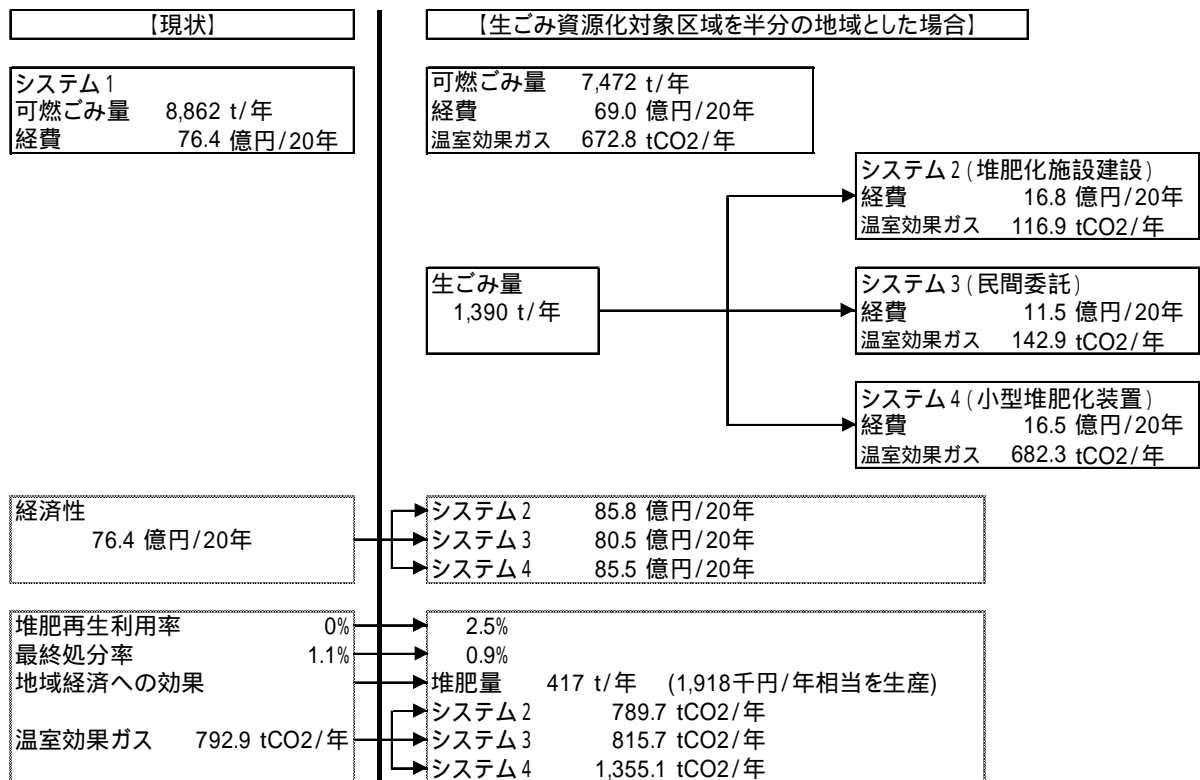 【現状】
【生ごみ資源化対象区域を半分の地域とした場合】
システム1
可燃ごみ量 8,862 t/年
経費 76.4 億円/20年
可燃ごみ量 7,472 t/年
経費 69.0 億円/20年
温室効果ガス 672.8 tCO2/年
システム2(堆肥化施設建設)
経費 16.8 億円/20年
温室効果ガス 116.9 tCO2/年
生ごみ量
1,390 t/年
システム3(民間委託)
経費 11.5 億円/20年
温室効果ガス 142.9 tCO2/年
システム4(小型堆肥化装置)
経費 16.5 億円/20年
温室効果ガス 682.3 tCO2/年
経済性
76.4 億円/20年
システム2 85.8 億円/20年
システム3 80.5 億円/20年
システム4 85.5 億円/20年
堆肥再生利用率 0% 2.5%
最終処分率 1.1% 0.9%
地域経済への効果 堆肥量 417 t/年 (1,918千円/年相当を生産)
システム2 789.7 tCO2/年
温室効果ガス 792.9 tCO2/年 システム3 815.7 tCO2/年
システム4 1,355.1 tCO2/年